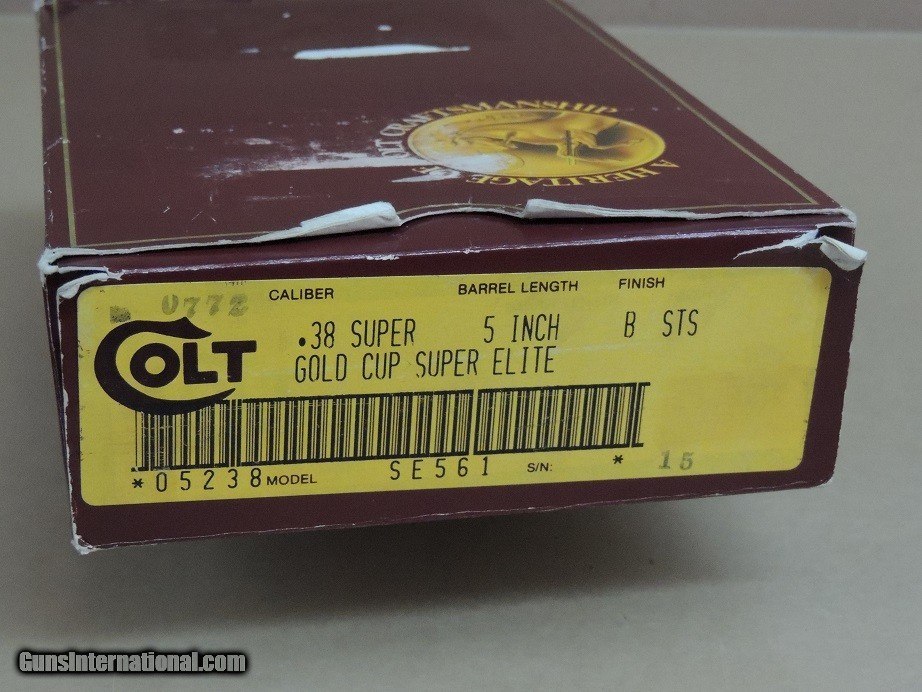 COLT CRAFTSMANSHIP
A HERITAGE
0772
CALIBER BARREL LENGTH FINISH
COLT
.38 SUPER 5 INCH B STS
GOLD CUP SUPER ELITE
*05238 MODEL SE561 S/N: * 15
GunsInternational.com